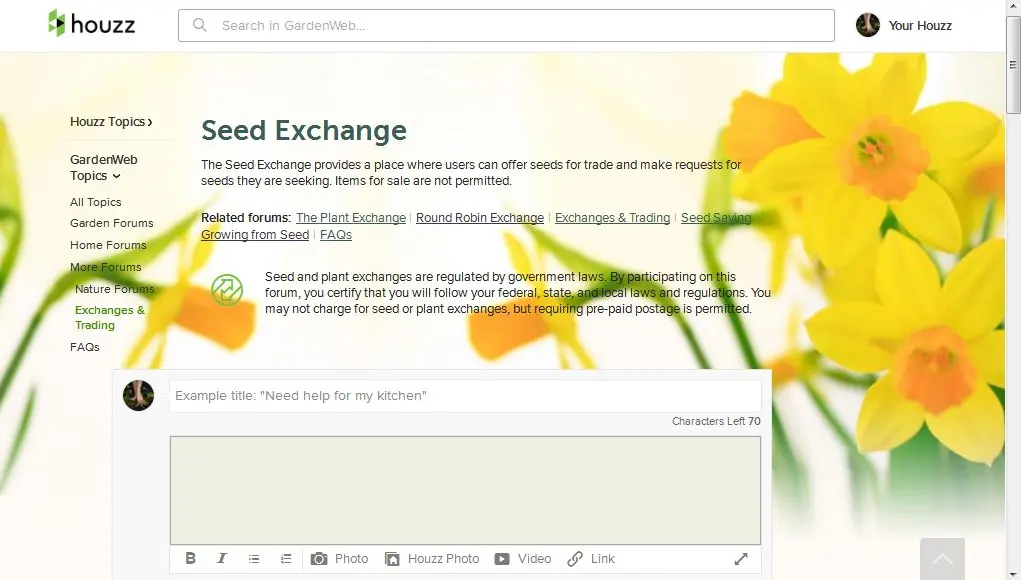 houzz
Search in GardenWeb...
Your Houzz
Houzz Topics ›
GardenWeb
Topics
All Topics
Garden Forums
Home Forums
More Forums
Nature Forums
Exchanges &
Trading
FAQs
Seed Exchange
The Seed Exchange provides a place where users can offer seeds for trade and make requests for
seeds they are seeking. Items for sale are not permitted.
Related forums: The Plant Exchange | Round Robin Exchange | Exchanges & Trading | Seed Saving
Growing from Seed | FAQs
Seed and plant exchanges are regulated by government laws. By participating on this
forum, you certify that you will follow your federal, state, and local laws and regulations. You
may not charge for seed or plant exchanges, but requiring pre-paid postage is permitted.
Example title: "Need help for my kitchen"
Characters Left 70
B I Photo Houzz Photo Video Link